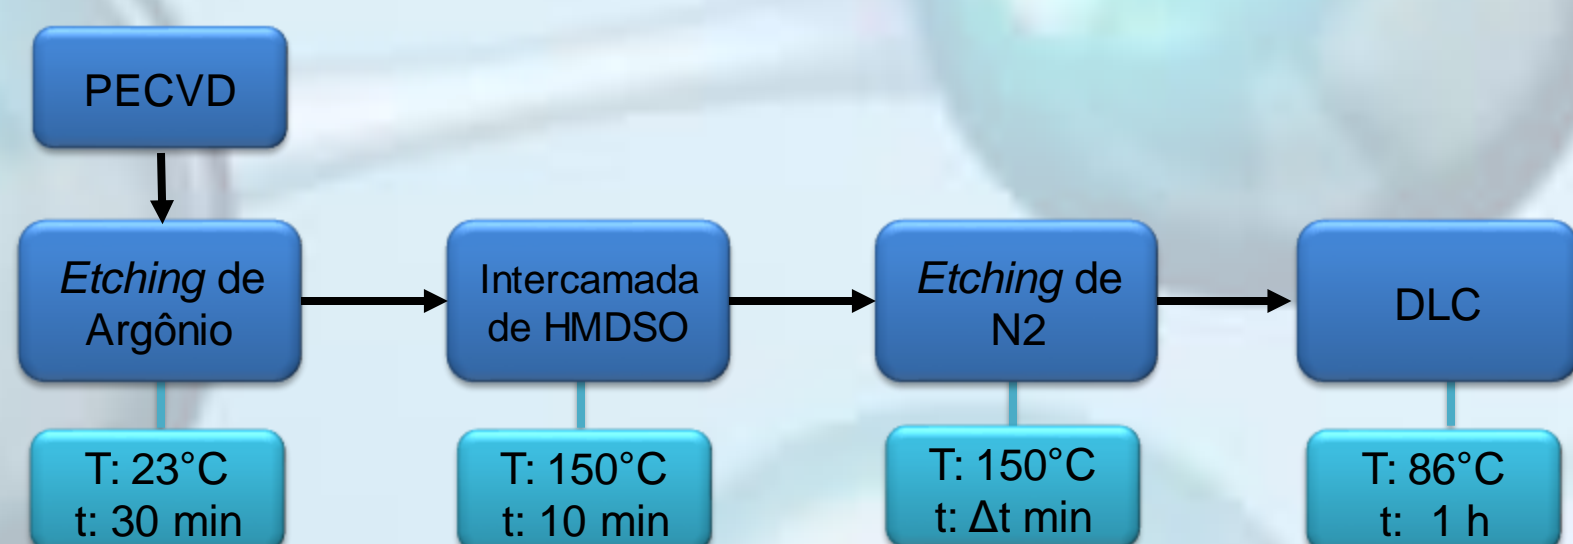 PECVD
Etching de
Argônio
Intercamada
de HMDSO
Etching de
N2
DLC
T: 23°C
t: 30 min
T: 150°C
t: 10 min
T: 150°C
t: Δt min
T: 86°C
t: 1 h